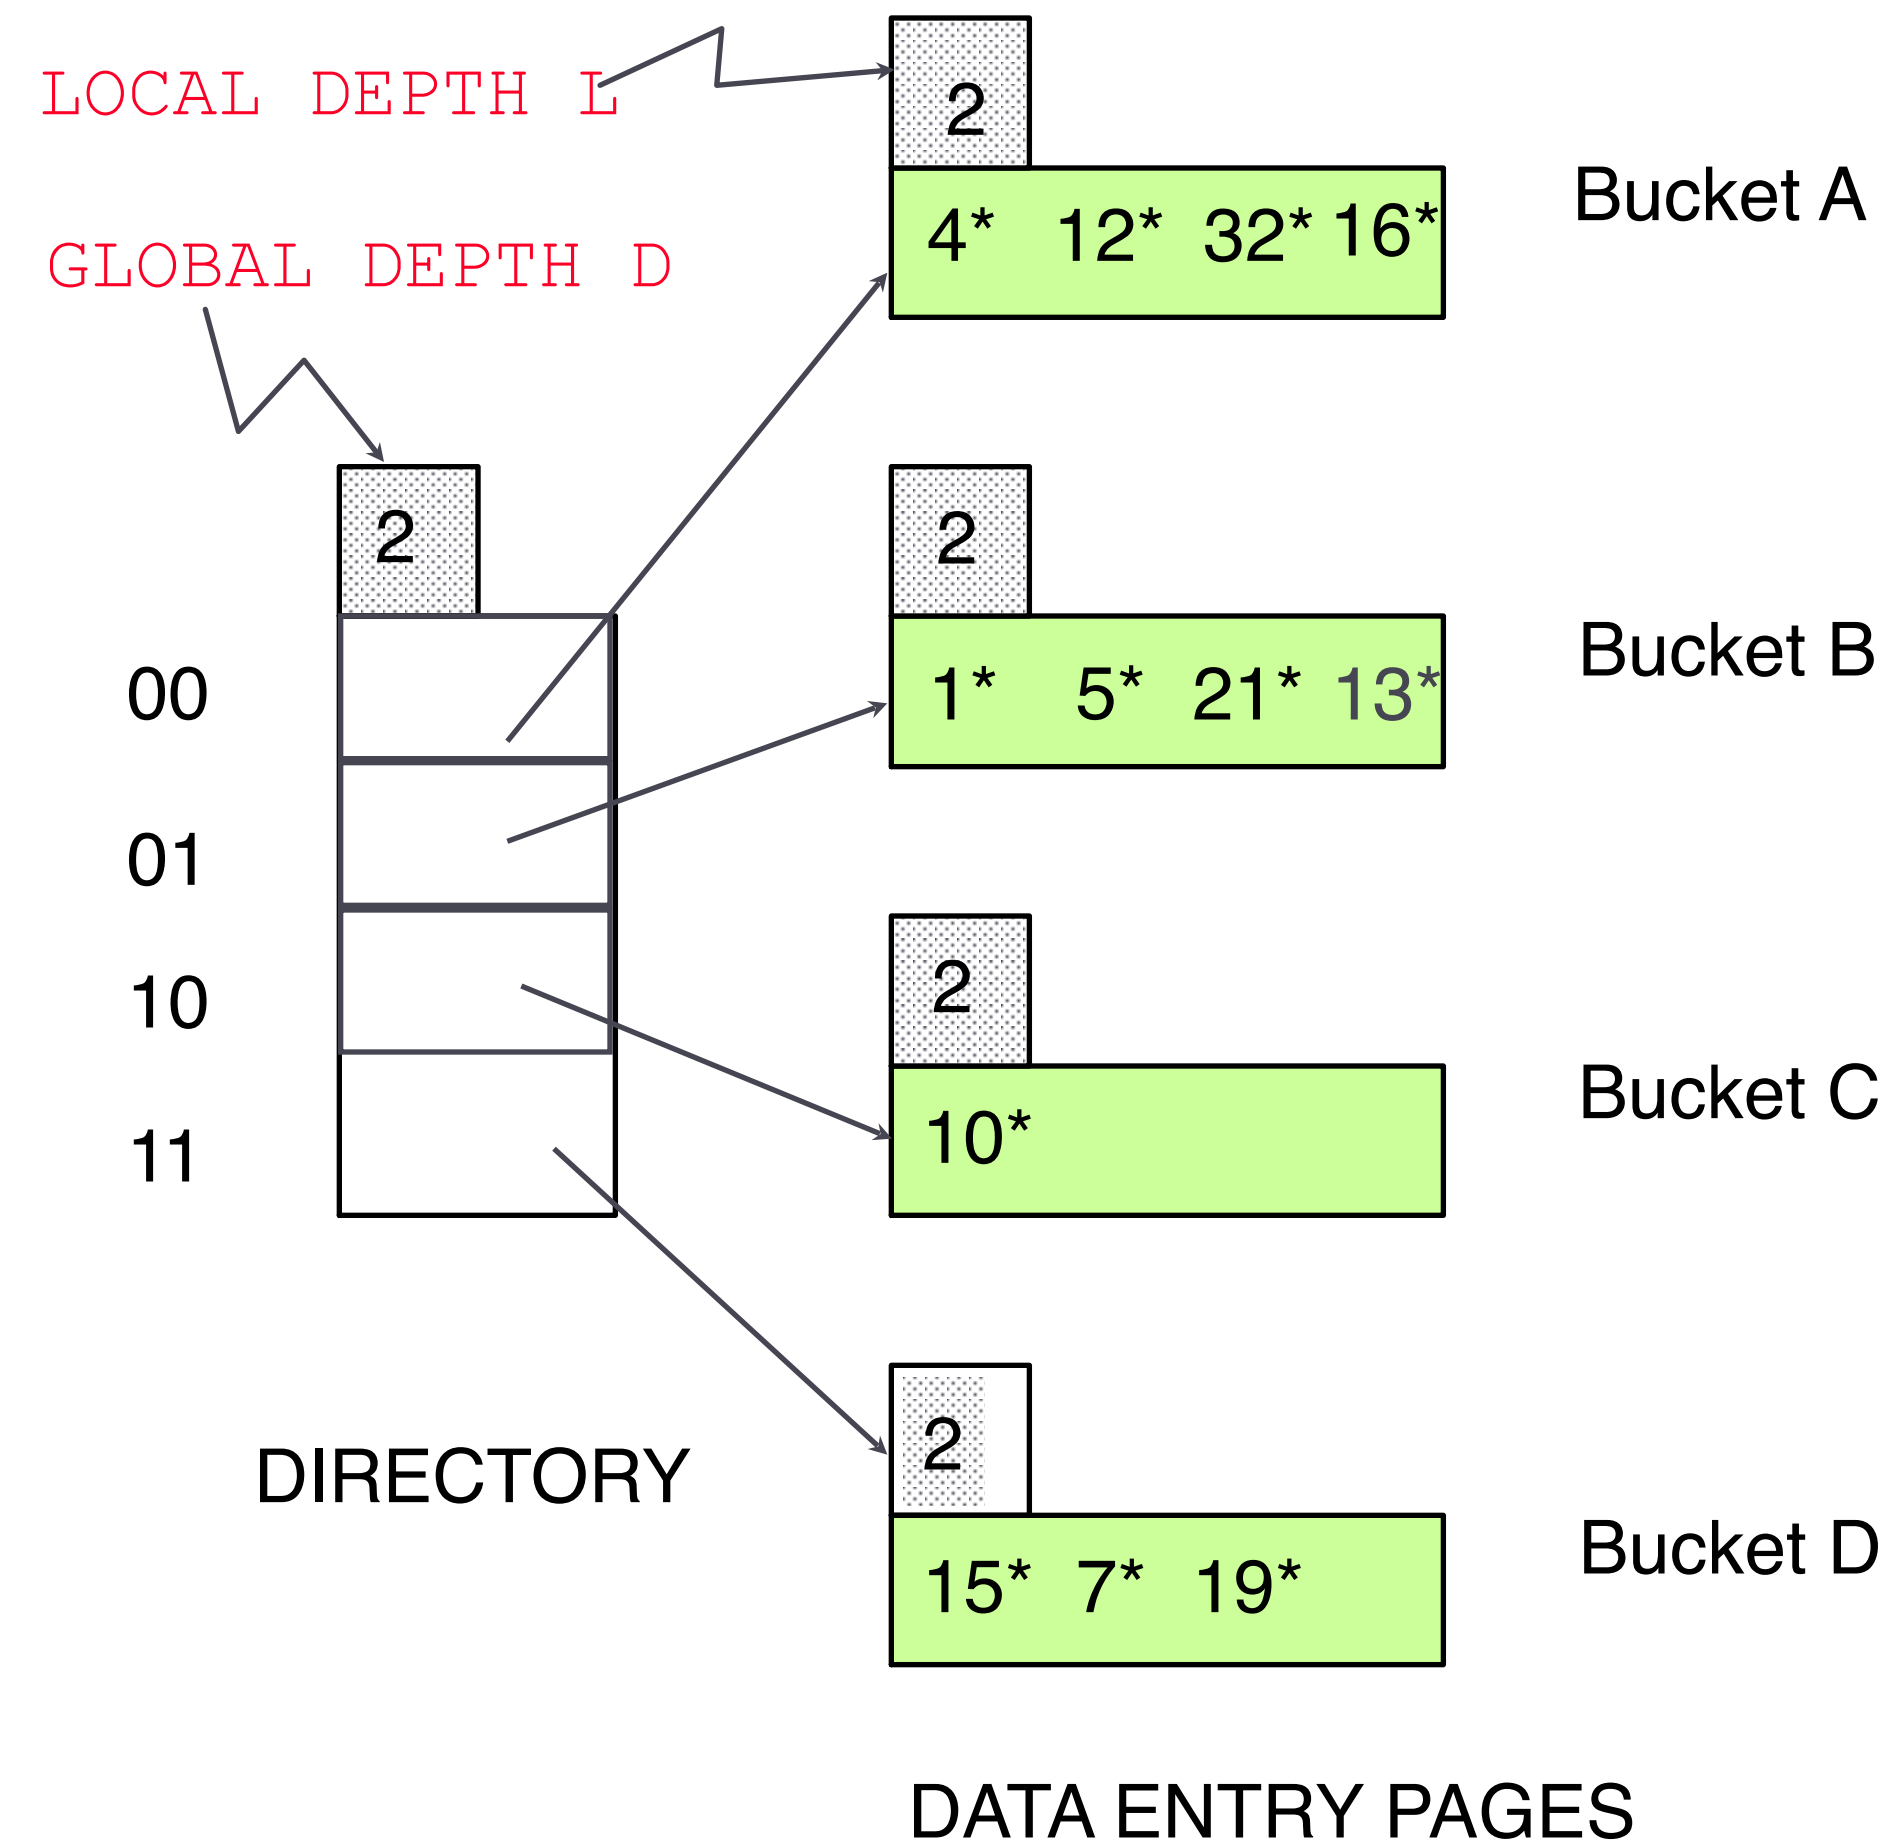 LOCAL DEPTH L
2
4* 12* 32* 16*
Bucket A
GLOBAL DEPTH D
2
00
01
10
11
DIRECTORY
2
1* 5* 21* 13*
Bucket B
2
10*
Bucket C
2
15* 7* 19*
Bucket D
DATA ENTRY PAGES